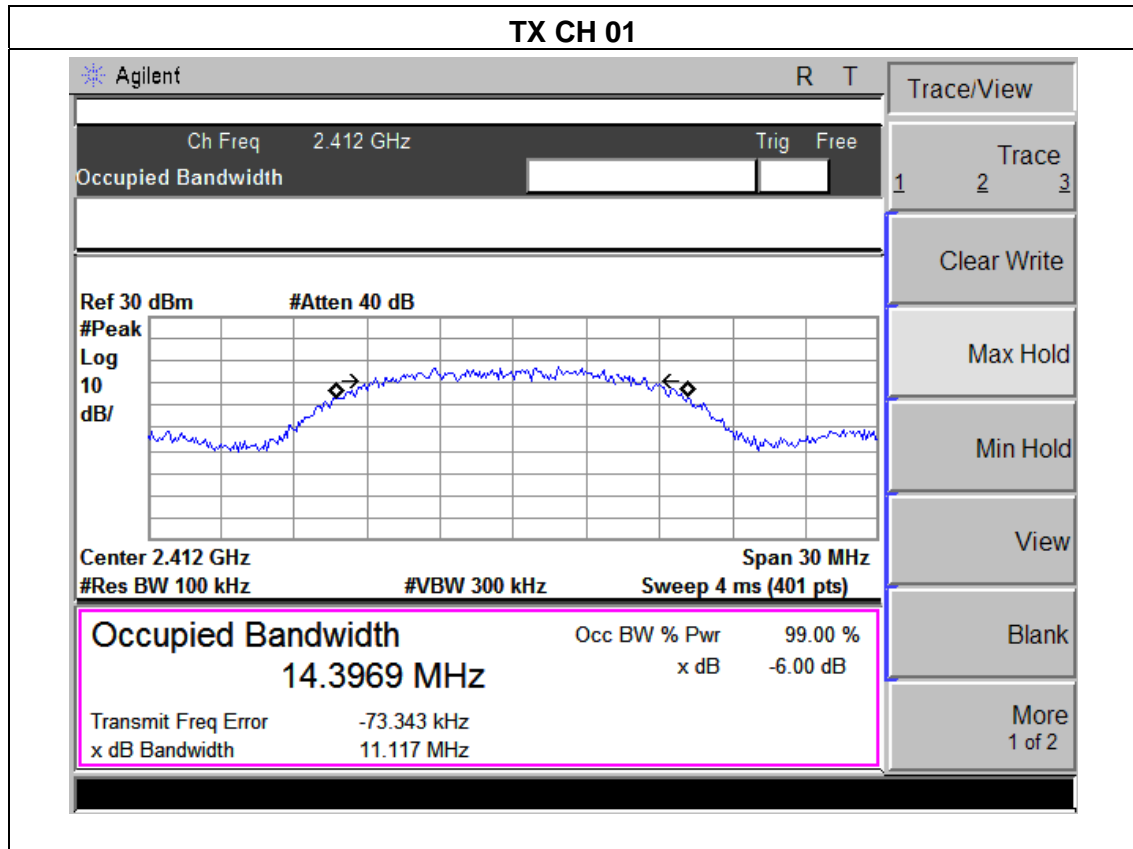 TX CH 01
Agilent R T
Trace/View
Ch Freq 2.412 GHz Trig Free
Occupied Bandwidth
Trace
1 2 3
Clear Write
Ref 30 dBm #Atten 40 dB
#Peak
Log
10
dB/
Max Hold
Min Hold
Center 2.412 GHz Span 30 MHz
#Res BW 100 kHz #VBW 300 kHz Sweep 4 ms (401 pts)
View
Occupied Bandwidth Occ BW % Pwr 99.00 %
14.3969 MHz x dB -6.00 dB
Blank
Transmit Freq Error -73.343 kHz
x dB Bandwidth 11.117 MHz
More
1 of 2